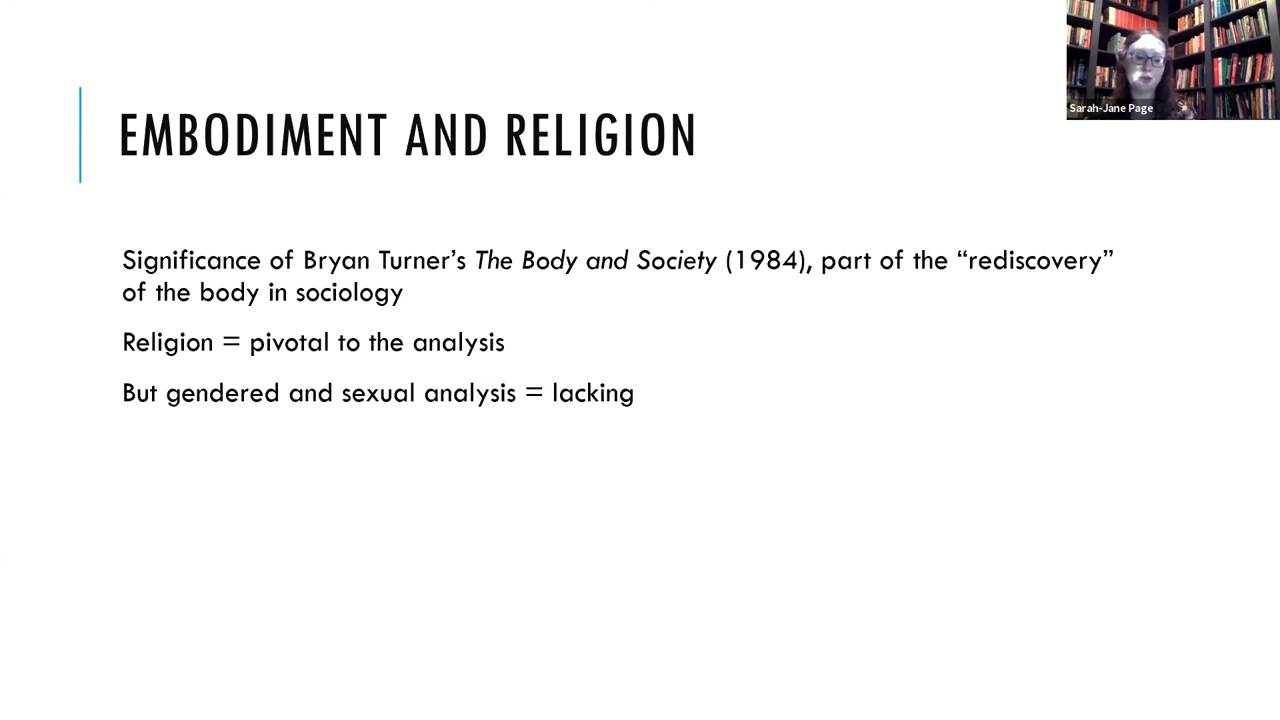 Sarah-Jane Page
EMBODIMENT AND RELIGION
Significance of Bryan Turner’s The Body and Society (1984), part of the “rediscovery”
of the body in sociology
Religion = pivotal to the analysis
But gendered and sexual analysis = lacking